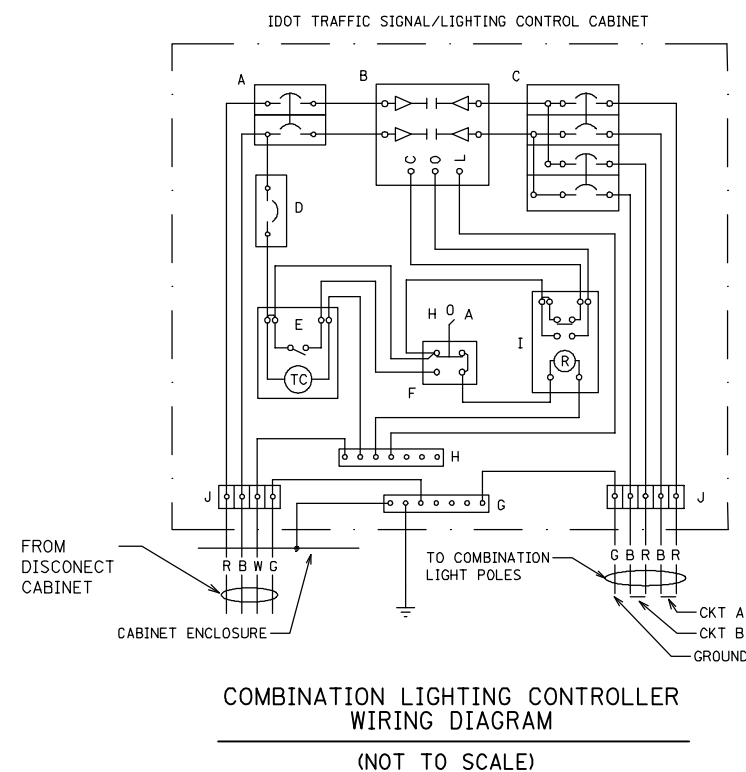 IDOT TRAFFIC SIGNAL/LIGHTING CONTROL CABINET
A
B
C
C O L
D
E
TC
H O A
F
I
R
H
G
J
J
FROM
DISCONECT
CABINET
R B W G
CABINET ENCLOSURE
TO COMBINATION
LIGHT POLES
G B R B R
CKT A
CKT B
GROUND
COMBINATION LIGHTING CONTROLLER
WIRING DIAGRAM
(NOT TO SCALE)